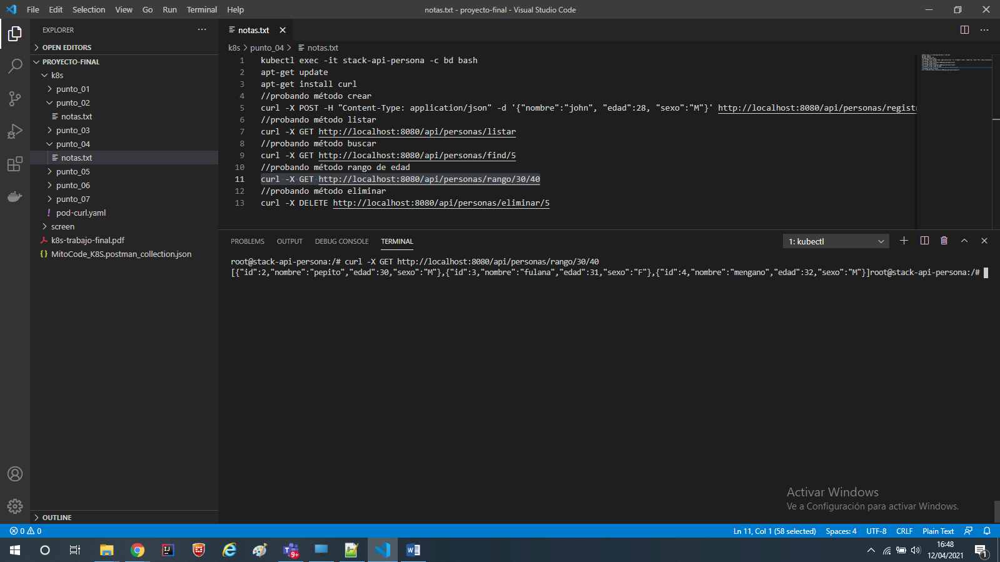 File Edit Selection View Go Run Terminal Help
notas.txt - proyecto-final - Visual Studio Code
EXPLORER
OPEN EDITORS
PROYECTO-FINAL
k8s
punto_01
punto_02
notas.txt
punto_03
punto_04
notas.txt
punto_05
punto_06
punto_07
pod-curl.yaml
screen
k8s-trabajo-final.pdf
MitoCode_K8S.postman_collection.json
OUTLINE
notas.txt
k8s > punto_04 > notas.txt
1 kubectl exec -it stack-api-persona -c bd bash
2 apt-get update
3 apt-get install curl
4 //probando método crear
5 curl -X POST -H "Content-Type: application/json" -d '{"nombre":"john", "edad":28, "sexo":"M"}' http://localhost:8080/api/personas/registr
6 //probando método listar
7 curl -X GET http://localhost:8080/api/personas/listar
8 //probando método buscar
9 curl -X GET http://localhost:8080/api/personas/find/5
10 //probando método rango de edad
11 curl -X GET http://localhost:8080/api/personas/rango/30/40
12 //probando método eliminar
13 curl -X DELETE http://localhost:8080/api/personas/eliminar/5
PROBLEMS OUTPUT DEBUG CONSOLE TERMINAL
1: kubectl
root@stack-api-persona:/# curl -X GET http://localhost:8080/api/personas/rango/30/40
[{"id":2,"nombre":"pepito","edad":30,"sexo":"M"},{"id":3,"nombre":"fulana","edad":31,"sexo":"F"},{"id":4,"nombre":"mengano","edad":32,"sexo":"M"}]root@stack-api-persona:/#
Activar Windows
Ve a Configuración para activar Windows.
0 0
Ln 11, Col 1 (58 selected) Spaces: 4 UTF-8 CRLF Plain Text
9+
16:48
12/04/2021
1